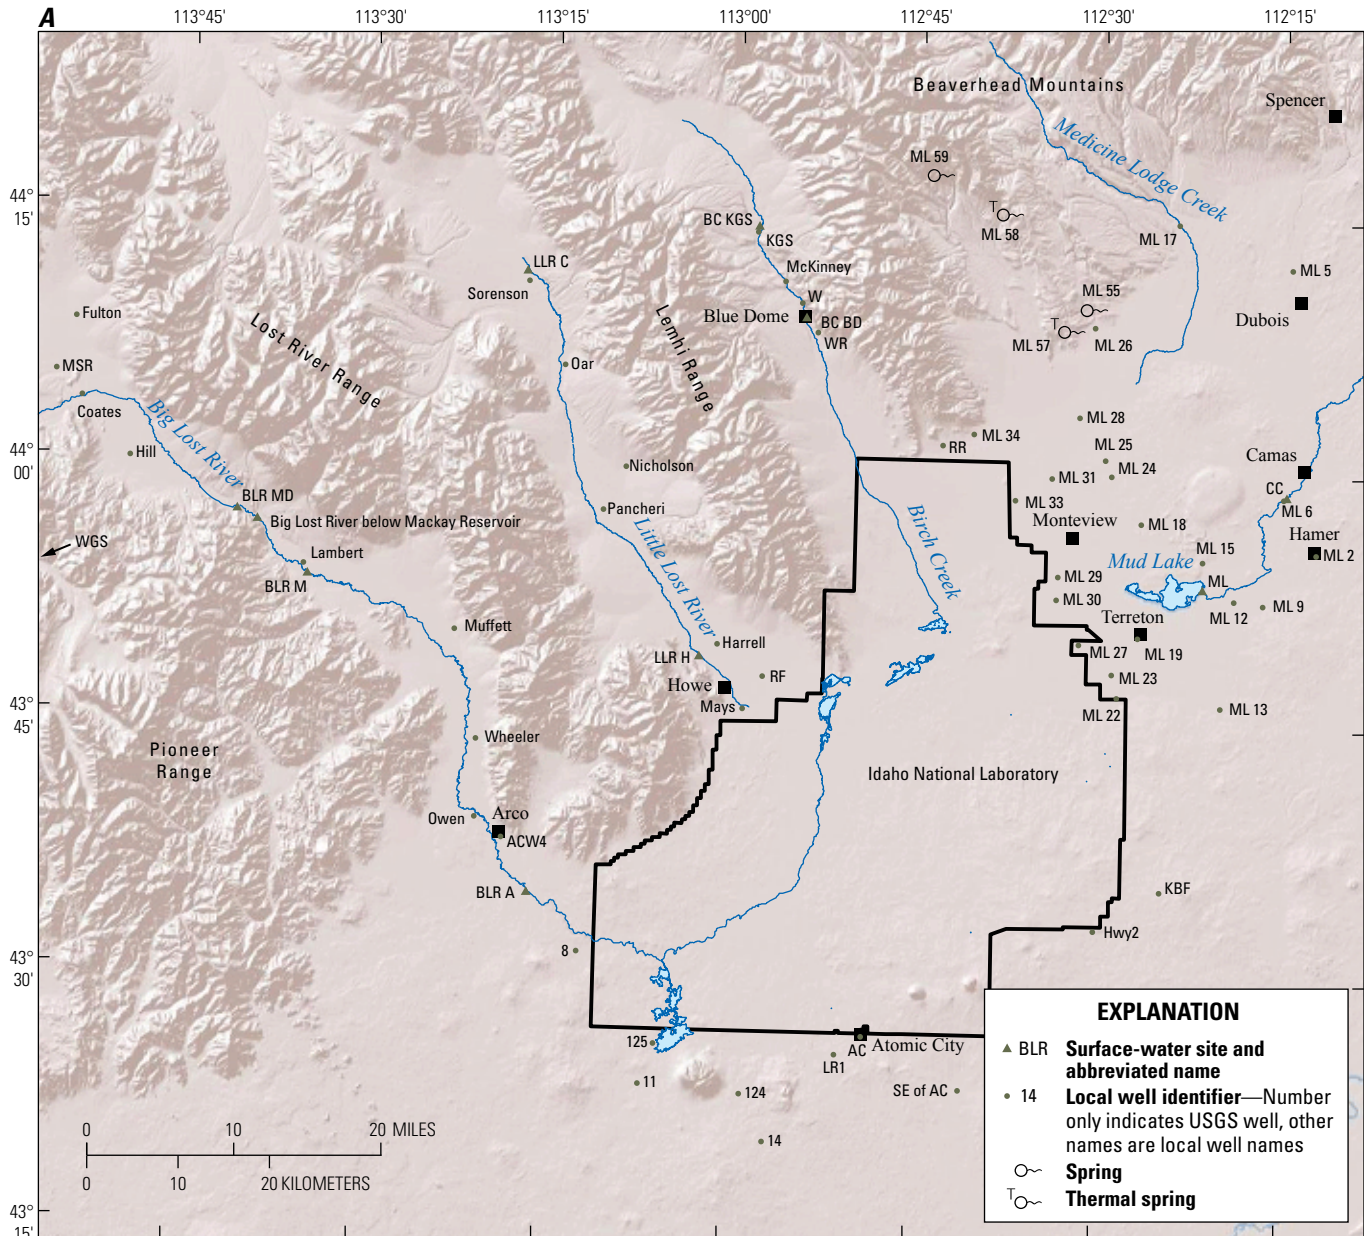 A
113°45'
113°30'
113°15'
113°00'
112°45'
112°30'
112°15'
Beaverhead Mountains
Spencer
Medicine Lodge Creek
ML 59
44°
15'
T
ML 58
BC KGS
KGS
ML 17
LLR C
McKinney
ML 5
Sorenson
W
ML 55
Fulton
Blue Dome
BC BD
Dubois
WR
T
ML 57
ML 26
Lost River Range
Lemhi Range
MSR
Oar
Coates
Big Lost River
ML 28
Hill
44°
00'
RR
ML 34
ML 25
ML 24
Camas
Nicholson
ML 31
CC
BLR MD
Pancheri
ML 33
ML 6
Big Lost River below Mackay Reservoir
Little Lost River
Birch Creek
Monteview
ML 18
Hamer
WGS
Lambert
ML 15
ML 2
Mud Lake
BLR M
ML 29
ML
ML 30
ML 12
ML 9
Muffett
Terreton
Harrell
ML 27
ML 19
LLR H
RF
ML 23
Howe
43°
45'
Mays
ML 22
ML 13
Pioneer
Range
Wheeler
Idaho National Laboratory
Owen
Arco
ACW4
BLR A
KBF
Hwy2
8
43°
30'
125
AC
Atomic City
LR1
11
124
SE of AC
14
0
10
20 MILES
0
10
20 KILOMETERS
43°
15'
EXPLANATION
BLR
Surface-water site and
abbreviated name
14
Local well identifier—Number
only indicates USGS well, other
names are local well names
Spring
T
Thermal spring